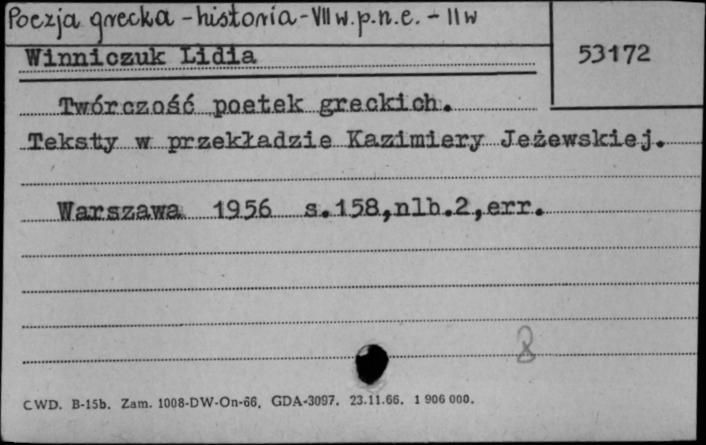 Poezja grecka - historia - VII w.p.n.e. - II w
53172
Winniczuk Lidia
Twórczość poetek greckich.
Teksty w przekładzie Kazimiery Jeżewskiej.
Warszawa 1956 s.158,nlb.2,err.
CWD. B-15b. Zam. 1008-DW-On-66. GDA-3097. 23.11.66. 1 906 000.